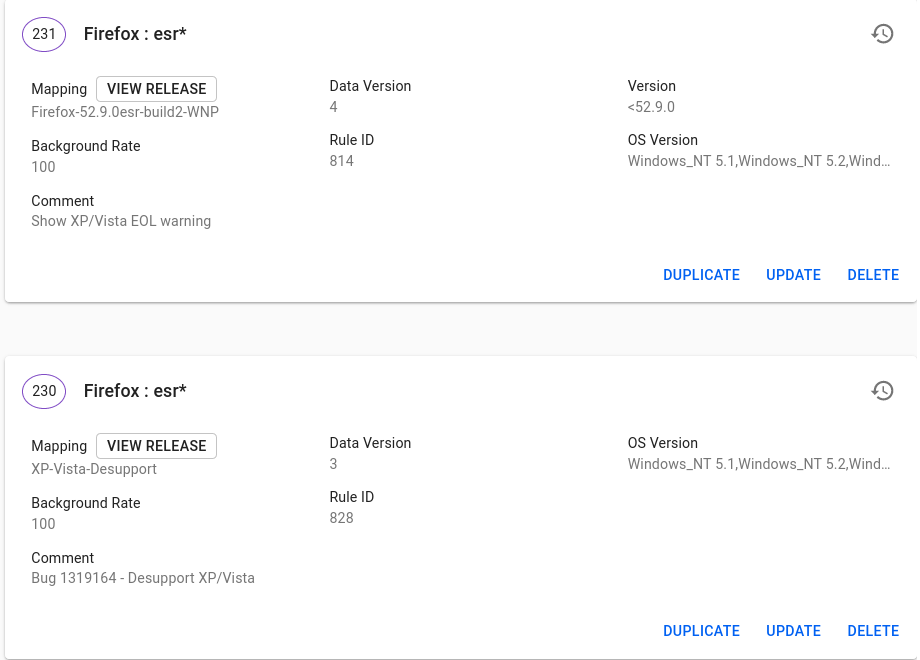 231 Firefox : esr*
Mapping VIEW RELEASE
Firefox-52.9.0esr-build2-WNP
Background Rate
100
Comment
Show XP/Vista EOL warning
Data Version
4
Rule ID
814
Version
<52.9.0
OS Version
Windows_NT 5.1,Windows_NT 5.2,Wind...
DUPLICATE UPDATE DELETE
230 Firefox : esr*
Mapping VIEW RELEASE
XP-Vista-Desupport
Background Rate
100
Comment
Bug 1319164 - Desupport XP/Vista
Data Version
3
Rule ID
828
OS Version
Windows_NT 5.1,Windows_NT 5.2,Wind...
DUPLICATE UPDATE DELETE